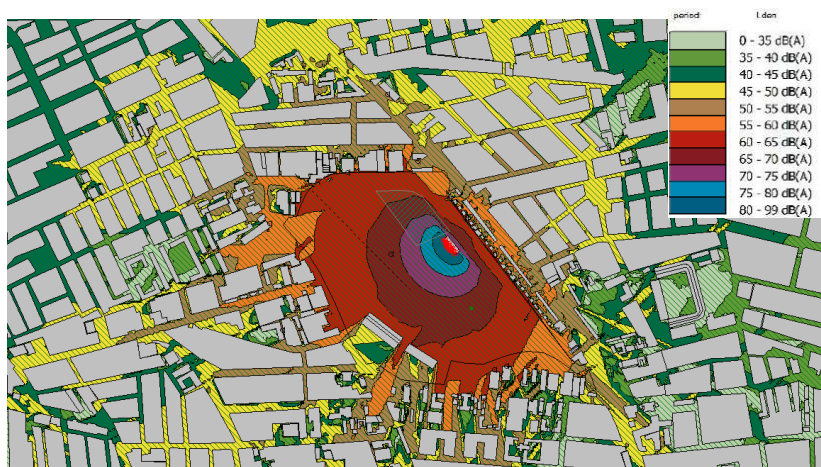 period: Lden
0 - 35 dB(A)
35 - 40 dB(A)
40 - 45 dB(A)
45 - 50 dB(A)
50 - 55 dB(A)
55 - 60 dB(A)
60 - 65 dB(A)
65 - 70 dB(A)
70 - 75 dB(A)
75 - 80 dB(A)
80 - 99 dB(A)